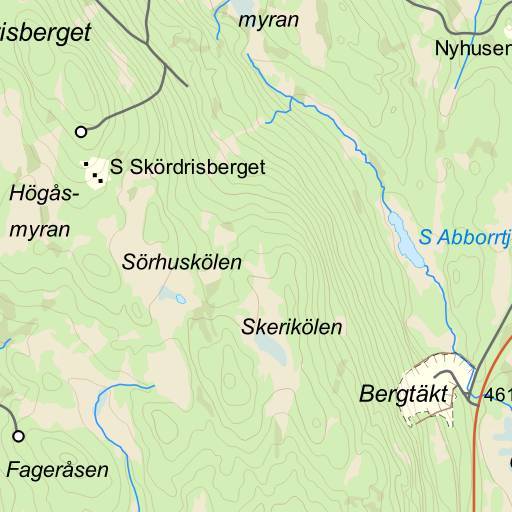 myran
risberget
Nyhusen
S Skördrisberget
Högås-
myran
S Abborrtj
Sörhuskölen
Skerikölen
Bergtäkt
461
Fageråsen